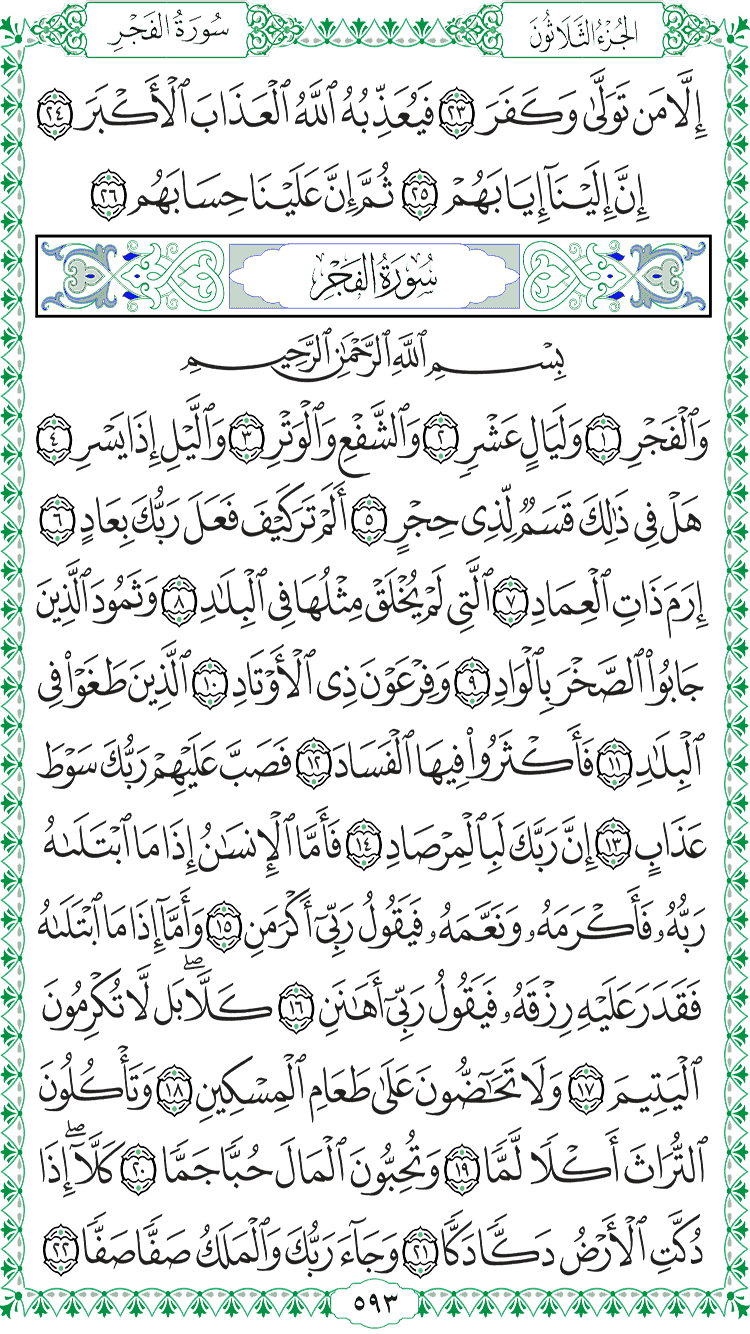 الجُزْءُ الثَّلَاثُونَ
سُورَةُ الفَجْرِ
إِلَّا مَن تَوَلَّىٰ وَكَفَرَ ٢٣ فَيُعَذِّبُهُ ٱللَّهُ ٱلْعَذَابَ ٱلْأَكْبَرَ ٢٤
إِنَّ إِلَيْنَآ إِيَابَهُمْ ٢٥ ثُمَّ إِنَّ عَلَيْنَا حِسَابَهُم ٢٦
سُورَةُ الفَجْرِ
بِسْمِ ٱللَّهِ ٱلرَّحْمَٰنِ ٱلرَّحِيمِ
وَٱلْفَجْرِ ١ وَلَيَالٍ عَشْرٍ ٢ وَٱلشَّفْعِ وَٱلْوَتْرِ ٣ وَٱلَّيْلِ إِذَا يَسْرِ ٤
هَلْ فِى ذَٰلِكَ قَسَمٌ لِّذِى حِجْرٍ ٥ أَلَمْ تَرَ كَيْفَ فَعَلَ رَبُّكَ بِعَادٍ ٦
إِرَمَ ذَاتِ ٱلْعِمَادِ ٧ ٱلَّتِى لَمْ يُخْلَقْ مِثْلُهَا فِى ٱلْبِلَٰدِ ٨ وَثَمُودَ ٱلَّذِينَ
جَابُوا۟ ٱلصَّخْرَ بِٱلْوَادِ ٩ وَفِرْعَوْنَ ذِى ٱلْأَوْتَادِ ١٠ ٱلَّذِينَ طَغَوْا۟ فِى
ٱلْبِلَٰدِ ١١ فَأَكْثَرُوا۟ فِيهَا ٱلْفَسَادَ ١٢ فَصَبَّ عَلَيْهِمْ رَبُّكَ سَوْطَ
عَذَابٍ ١٣ إِنَّ رَبَّكَ لَبِٱلْمِرْصَادِ ١٤ فَأَمَّا ٱلْإِنسَٰنُ إِذَا مَا ٱبْتَلَىٰهُ
رَبُّهُۥ فَأَكْرَمَهُۥ وَنَعَّمَهُۥ فَيَقُولُ رَبِّىٓ أَكْرَمَنِ ١٥ وَأَمَّآ إِذَا مَا ٱبْتَلَىٰهُ
فَقَدَرَ عَلَيْهِ رِزْقَهُۥ فَيَقُولُ رَبِّىٓ أَهَٰنَنِ ١٦ كَلَّا ۖ بَل لَّا تُكْرِمُونَ
ٱلْيَتِيمَ ١٧ وَلَا تَحَٰٓضُّونَ عَلَىٰ طَعَامِ ٱلْمِسْكِينِ ١٨ وَتَأْكُلُونَ
ٱلتُّرَاثَ أَكْلًا لَّمًّا ١٩ وَتُحِبُّونَ ٱلْمَالَ حُبًّا جَمًّا ٢٠ كَلَّآ ۖ إِذَا
دُكَّتِ ٱلْأَرْضُ دَكًّا دَكًّا ٢١ وَجَآءَ رَبُّكَ وَٱلْمَلَكُ صَفًّا صَفًّا ٢٢
٥٩٣